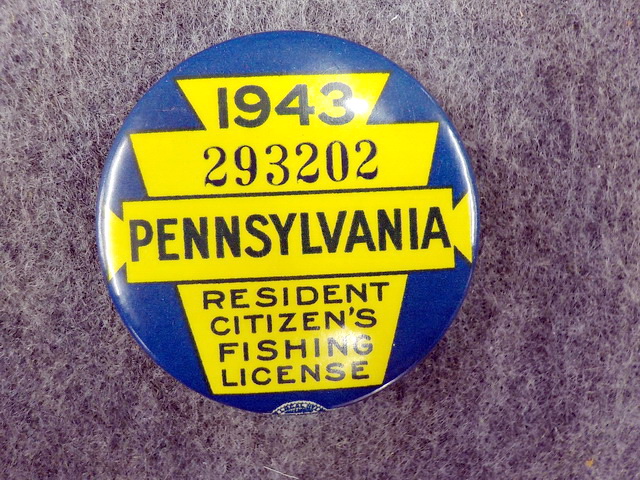 1943
293202
PENNSYLVANIA
RESIDENT
CITIZEN'S
FISHING
LICENSE